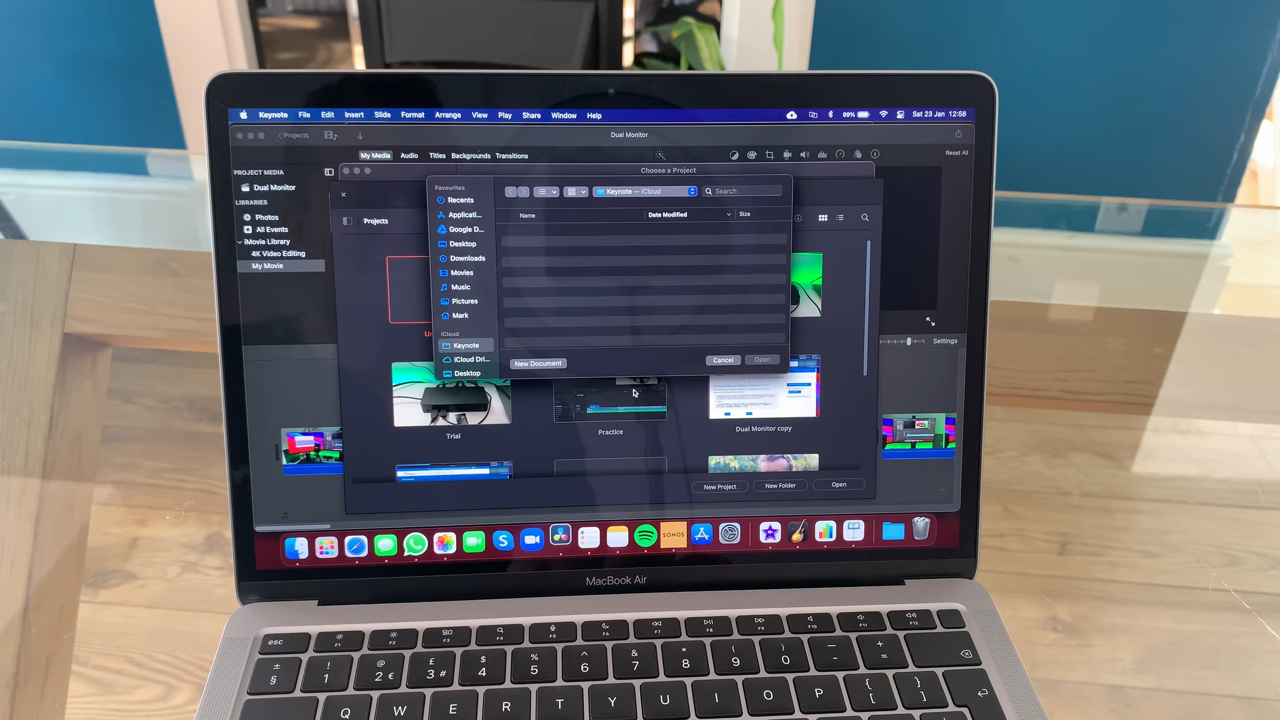 Keynote File Edit Insert Slide Format Arrange View Play Share Window Help 99% Sat 23 Jan 12:58
Projects Dual Monitor
My Media Audio Titles Backgrounds Transitions Reset All
PROJECT MEDIA
Dual Monitor
LIBRARIES
Photos
All Events
iMovie Library
4K Video Editing
My Movie
Choose a Project
Projects
Favourites
Recents
Applicati...
Google D...
Desktop
Downloads
Movies
Music
Pictures
Mark
iCloud
Keynote
iCloud Dri...
Desktop
Keynote — iCloud Search
Name Date Modified Size
New Document Cancel Open
Settings
Trial Practice Dual Monitor copy
New Project New Folder Open
SONOS
MacBook Air
esc F1 F2 F3 F4 F5 F6 F7 F8 F9 F10 F11 F12
± § ! 1 @ 2 € £ 3 # $ 4 % 5 ^ 6 & 7 * 8 ( 9 ) 0 _ - + =
Q W E R T Y U I O P { [ } ]